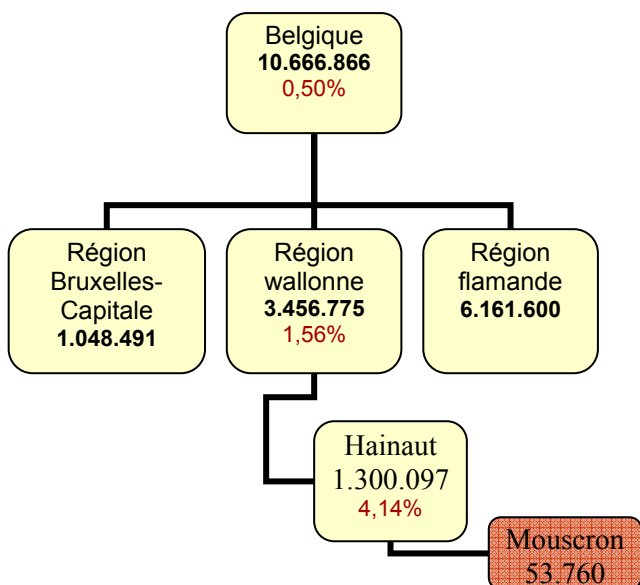 Belgique
10.666.866
0,50%
Région
Bruxelles-
Capitale
1.048.491
Région
wallonne
3.456.775
1,56%
Région
flamande
6.161.600
Hainaut
1.300.097
4,14%
Mouscron
53.760